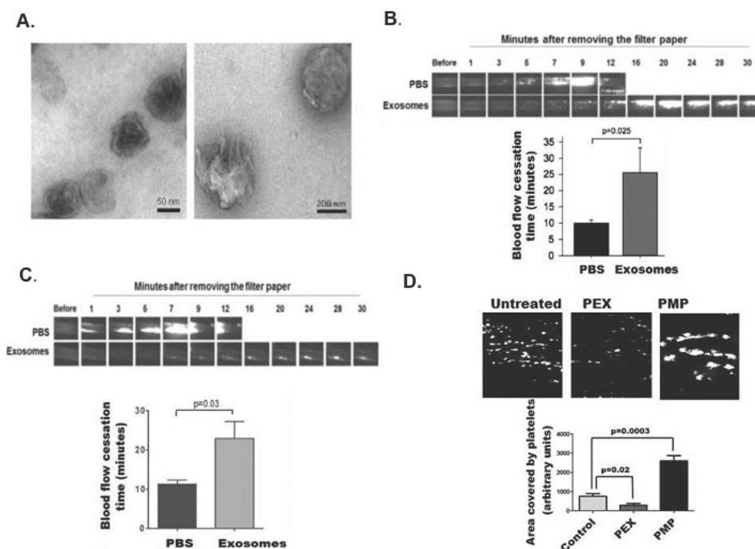 A.
50 nm
200 nm
B.
Minutes after removing the filter paper
Before 1 3 5 7 9 12 16 20 24 28 30
PBS
Exosomes
p=0.025
Blood flow cessation
time (minutes)
35
30
25
20
15
10
5
0
PBS Exosomes
C.
Minutes after removing the filter paper
Before 1 3 5 7 9 12 16 20 24 28 30
PBS
Exosomes
p=0.03
Blood flow cessation
time (minutes)
30
20
10
0
PBS Exosomes
D.
Untreated PEX PMP
Area covered by platelets
(arbitrary units)
p=0.0003
p=0.02
4000
3000
2000
1000
0
Control PEX PMP